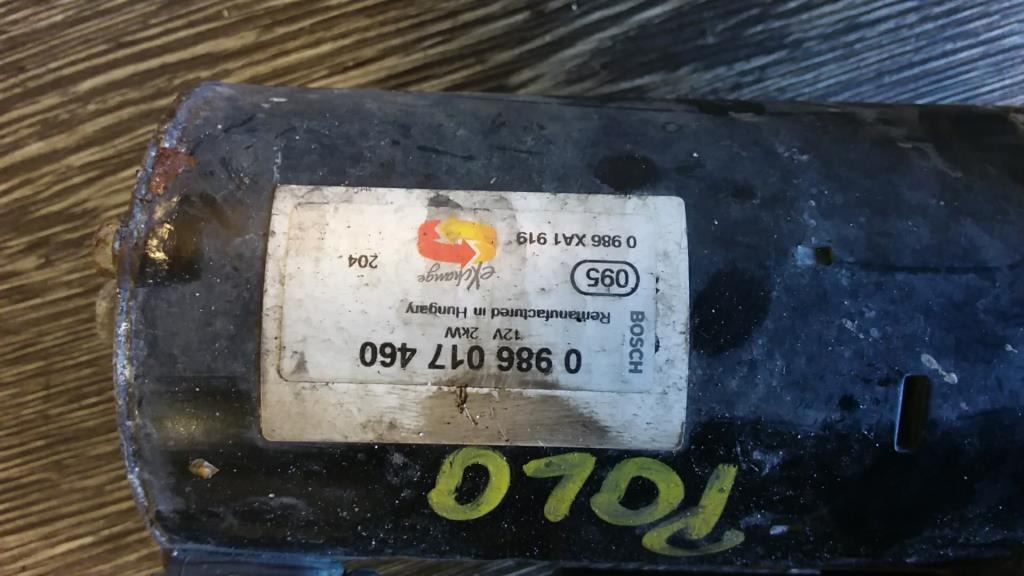 BOSCH
0 986 017 460
12V 2kW
Remanufactured in Hungary
095
eXchange
204
0 986 XA1 919
POLO